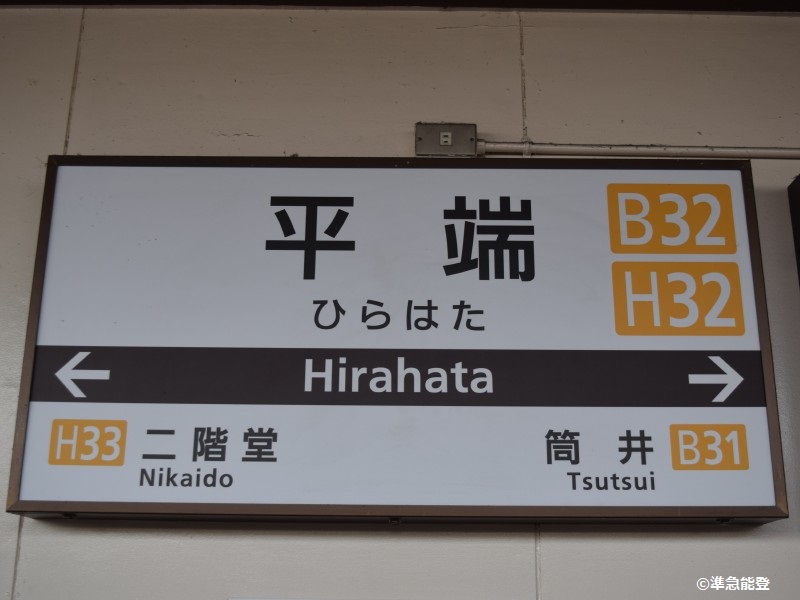 平端
B32
H32
ひらはた
← Hirahata →
H33 二階堂
Nikaido
筒井 B31
Tsutsui
©準急能登